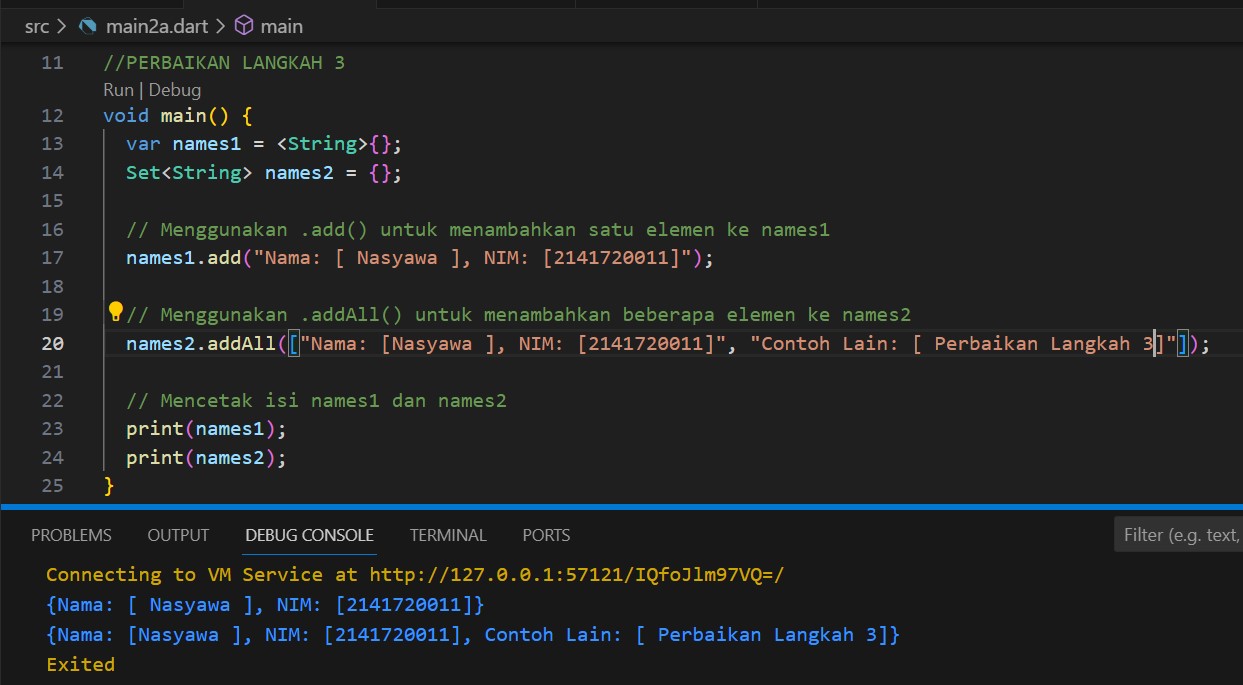 src > main2a.dart > main
11 //PERBAIKAN LANGKAH 3
Run | Debug
12 void main() {
13   var names1 = <String>{};
14   Set<String> names2 = {};
15
16   // Menggunakan .add() untuk menambahkan satu elemen ke names1
17   names1.add("Nama: [ Nasyawa ], NIM: [2141720011]");
18
19   // Menggunakan .addAll() untuk menambahkan beberapa elemen ke names2
20   names2.addAll(["Nama: [Nasyawa ], NIM: [2141720011]", "Contoh Lain: [ Perbaikan Langkah 3]"]);
21
22   // Mencetak isi names1 dan names2
23   print(names1);
24   print(names2);
25 }
PROBLEMS OUTPUT DEBUG CONSOLE TERMINAL PORTS Filter (e.g. text,
Connecting to VM Service at http://127.0.0.1:57121/IQfoJlm97VQ=/
{Nama: [ Nasyawa ], NIM: [2141720011]}
{Nama: [Nasyawa ], NIM: [2141720011], Contoh Lain: [ Perbaikan Langkah 3]}
Exited